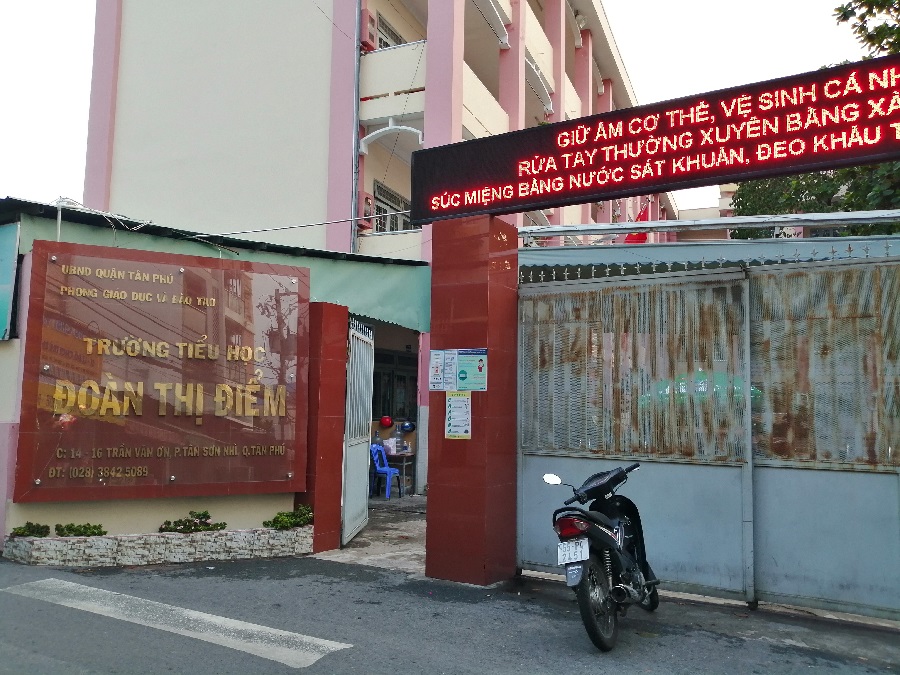 UBND QUẬN TÂN PHÚ
PHÒNG GIÁO DỤC VÀ ĐÀO TẠO
TRƯỜNG TIỂU HỌC
ĐOÀN THỊ ĐIỂM
ĐC: 14 - 16 TRẦN VĂN ƠN, P.TÂN SƠN NHÌ, Q.TÂN PHÚ
ĐT: (028) 3842 5089
GIỮ ẤM CƠ THỂ, VỆ SINH CÁ NH
RỬA TAY THƯỜNG XUYÊN BẰNG XÀ
SÚC MIỆNG BẰNG NƯỚC SÁT KHUẨN, ĐEO KHẨU T